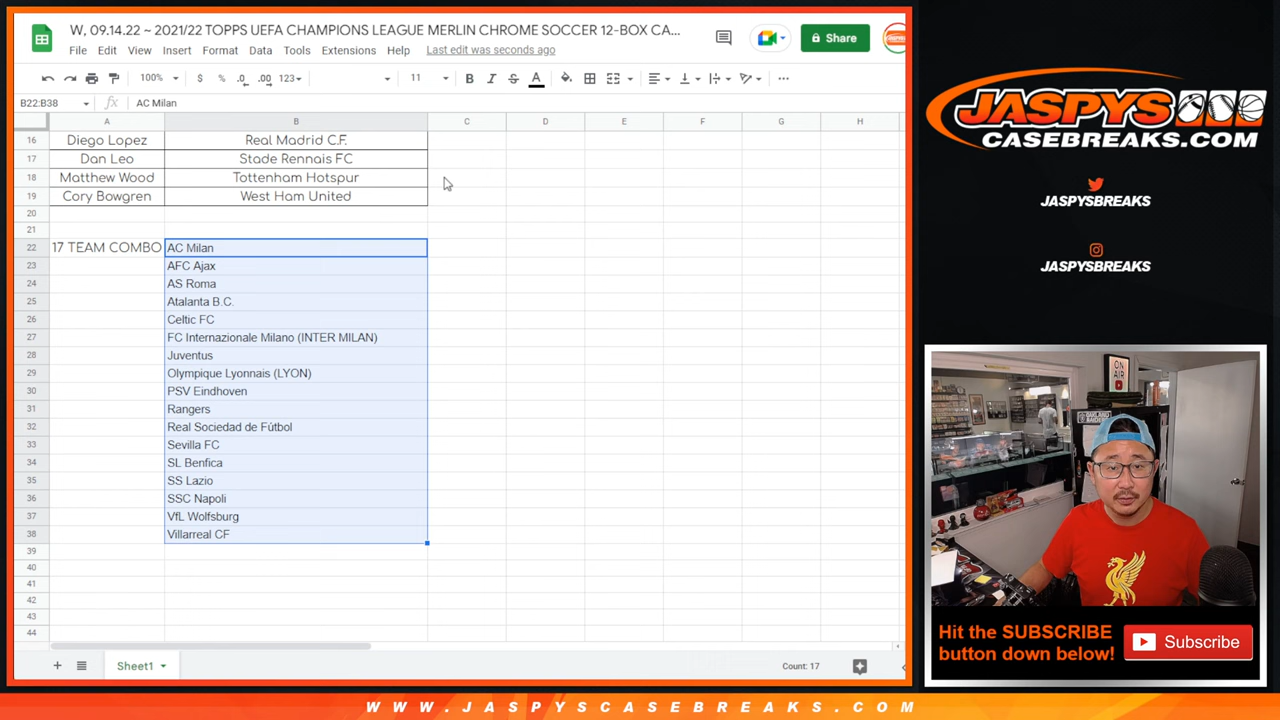 W, 09.14.22 ~ 2021/22 TOPPS UEFA CHAMPIONS LEAGUE MERLIN CHROME SOCCER 12-BOX CA...
File Edit View Insert Format Data Tools Extensions Help Last edit was seconds ago
Share
100% $ % .0 .00 123 11 B I S A
B22:B38 fx AC Milan
A B C D E F G H
16 Diego Lopez Real Madrid C.F.
17 Dan Leo Stade Rennais FC
18 Matthew Wood Tottenham Hotspur
19 Cory Bowgren West Ham United
20
21
22 17 TEAM COMBO AC Milan
23 AFC Ajax
24 AS Roma
25 Atalanta B.C.
26 Celtic FC
27 FC Internazionale Milano (INTER MILAN)
28 Juventus
29 Olympique Lyonnais (LYON)
30 PSV Eindhoven
31 Rangers
32 Real Sociedad de Fútbol
33 Sevilla FC
34 SL Benfica
35 SS Lazio
36 SSC Napoli
37 VfL Wolfsburg
38 Villarreal CF
39
40
41
42
43
44
Sheet1 Count: 17
JASPYS
CASEBREAKS.COM
JASPYSBREAKS
JASPYSBREAKS
ON
AIR
Hit the SUBSCRIBE
button down below!
Subscribe
WWW.JASPYSCASEBREAKS.COM